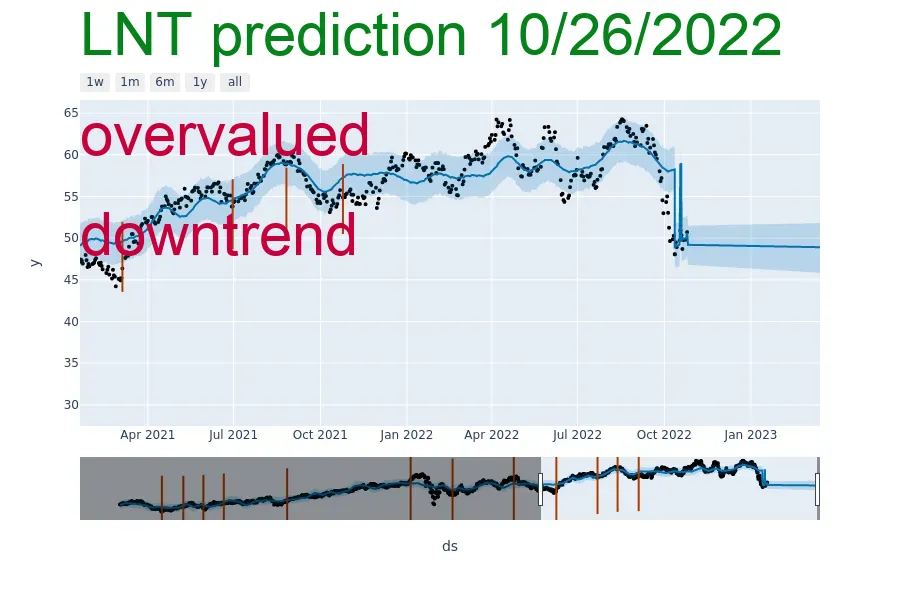 LNT prediction 10/26/2022
1w 1m 6m 1y all
overvalued
downtrend
65
60
55
50
45
40
35
30
y
Apr 2021 Jul 2021 Oct 2021 Jan 2022 Apr 2022 Jul 2022 Oct 2022 Jan 2023
ds